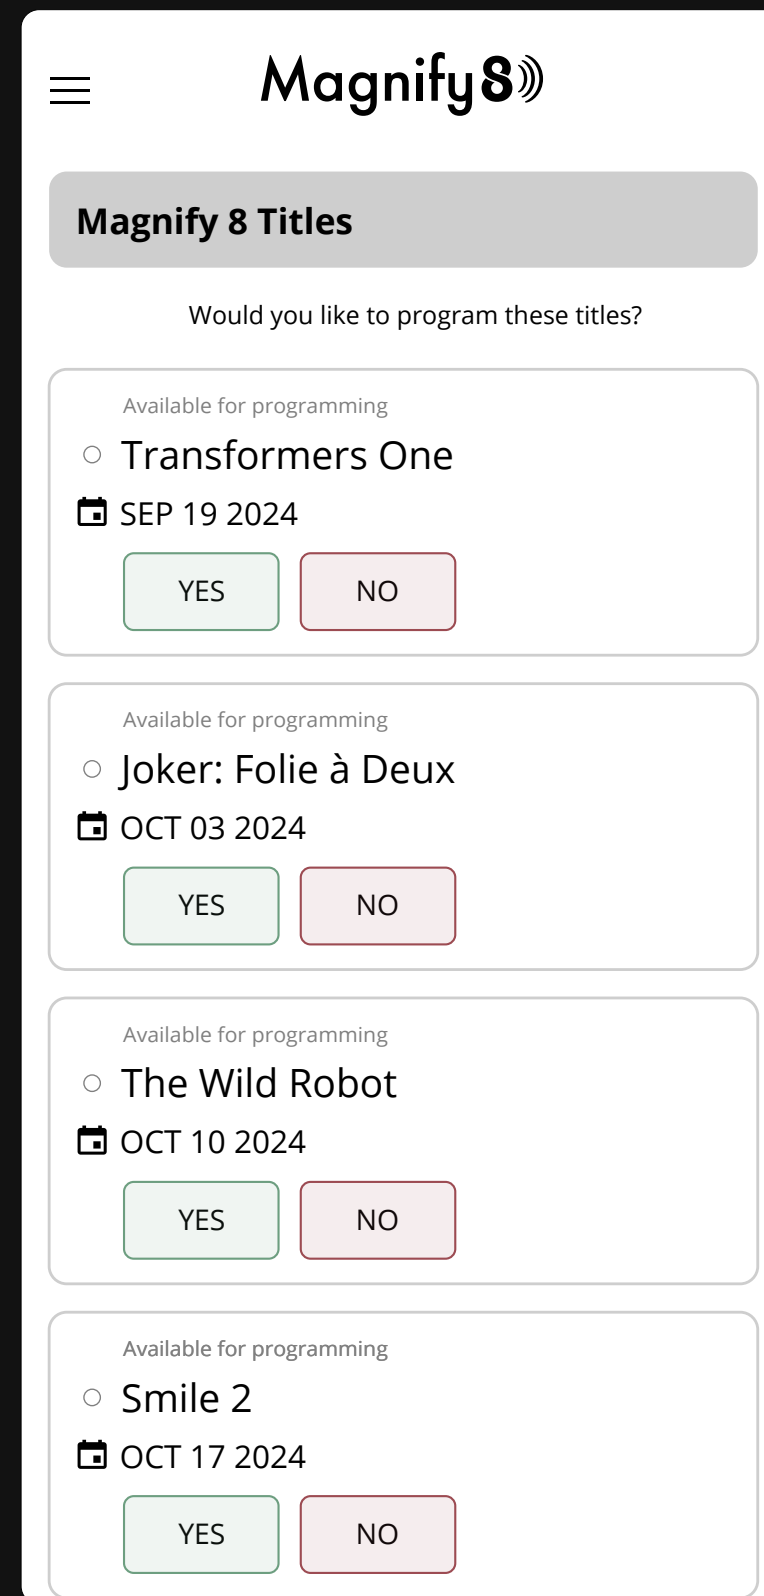 Magnify8
Magnify 8 Titles
Would you like to program these titles?
Available for programming
Transformers One
SEP 19 2024
YES NO
Available for programming
Joker: Folie à Deux
OCT 03 2024
YES NO
Available for programming
The Wild Robot
OCT 10 2024
YES NO
Available for programming
Smile 2
OCT 17 2024
YES NO